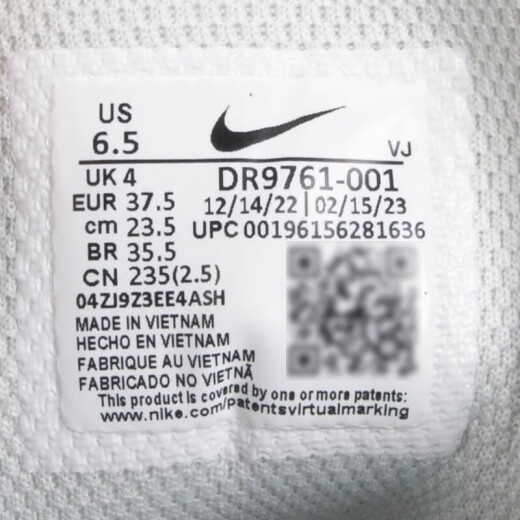 US
6.5
VJ
UK 4
DR9761-001
EUR 37.5
12/14/22 | 02/15/23
cm 23.5
UPC 00196156281636
BR 35.5
CN 235(2.5)
04ZJ9Z3EE4ASH
MADE IN VIETNAM
HECHO EN VIETNAM
FABRIQUE AU VIETNAM
FABRICADO NO VIETNÃ
This product is covered by one or more patents:
www.nike.com/patentsvirtualmarking